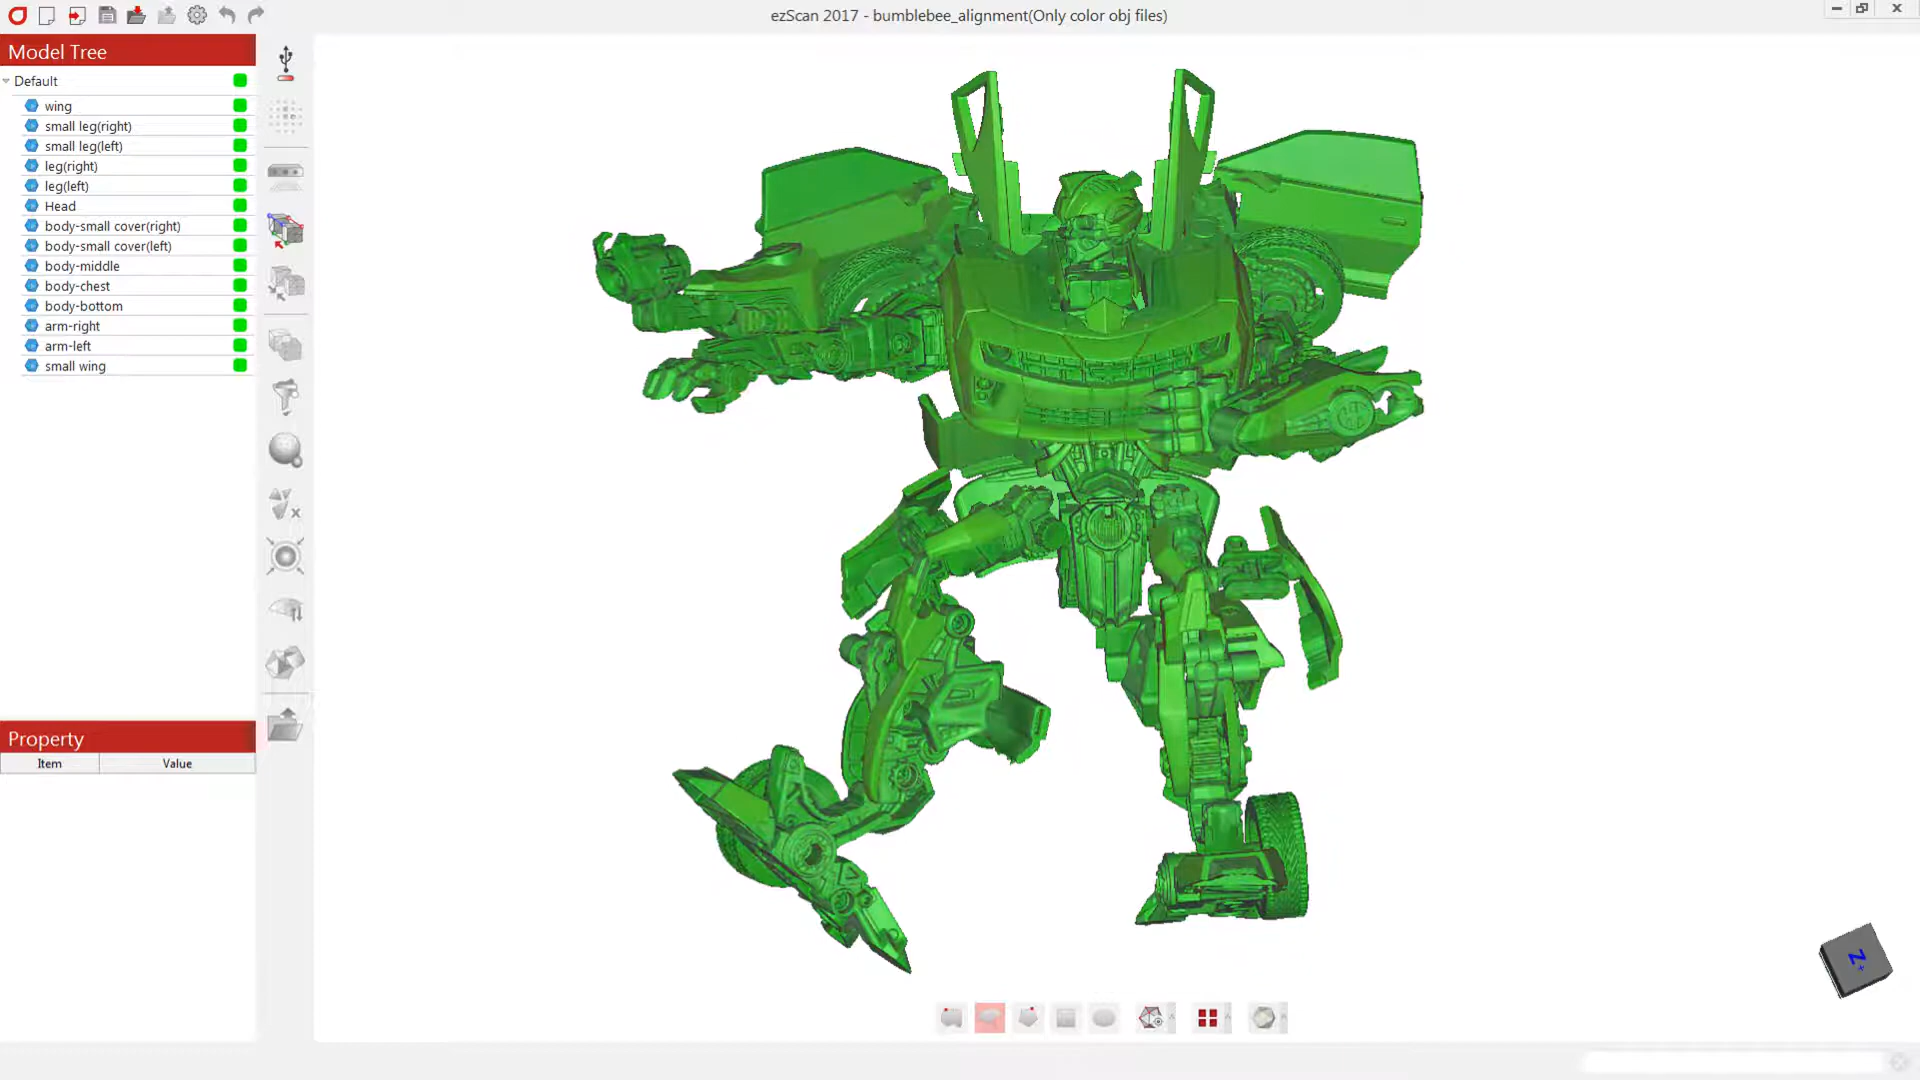 ezScan 2017 - bumblebee_alignment(Only color obj files)
Model Tree
Default
wing
small leg(right)
small leg(left)
leg(right)
leg(left)
Head
body-small cover(right)
body-small cover(left)
body-middle
body-chest
body-bottom
arm-right
arm-left
small wing
Property
Item Value
Z+